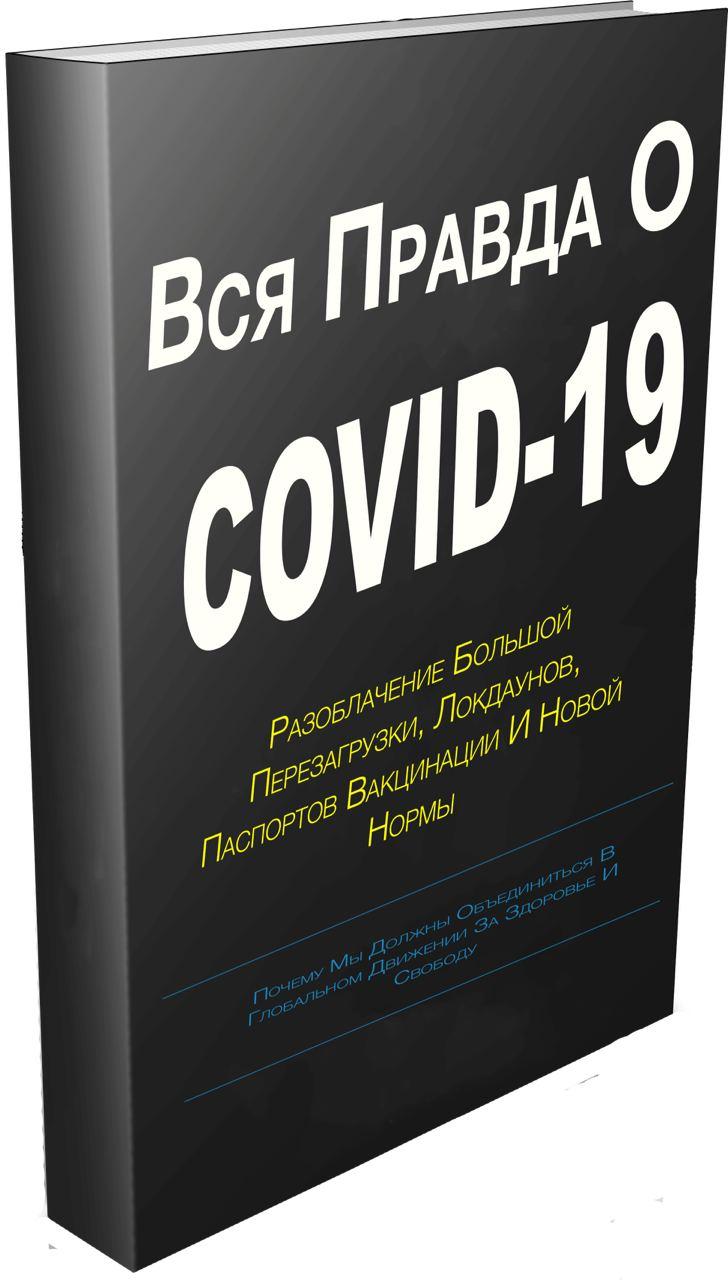 Вся Правда О
COVID-19
Разоблачение Большой
Перезагрузки, Локдаунов,
Паспортов Вакцинации И Новой
Нормы
Почему Мы Должны Объединиться В
Глобальном Движении За Здоровье И
Свободу